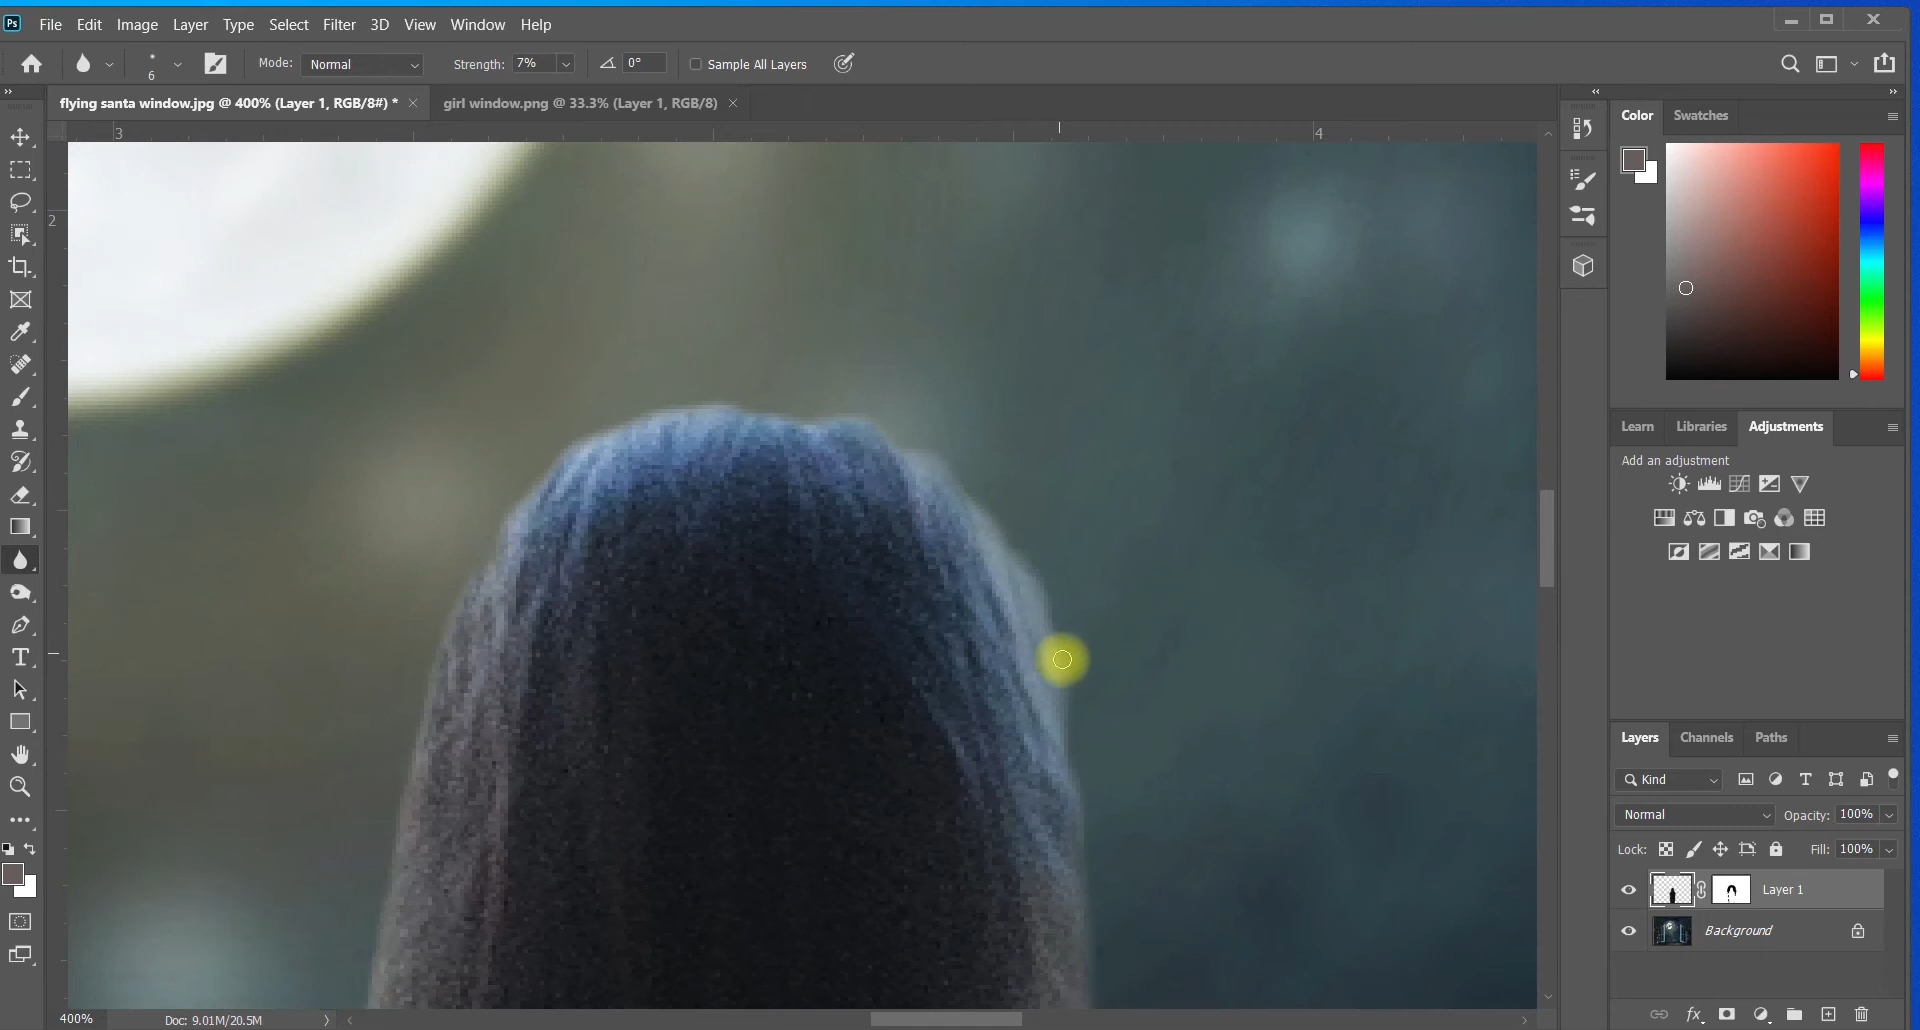 Ps File Edit Image Layer Type Select Filter 3D View Window Help
6 Mode: Normal Strength: 7% 0° Sample All Layers
flying santa window.jpg @ 400% (Layer 1, RGB/8#) * girl window.png @ 33.3% (Layer 1, RGB/8)
3 4
2
Color Swatches
Learn Libraries Adjustments
Add an adjustment
Layers Channels Paths
Kind
Normal Opacity: 100%
Lock: Fill: 100%
Layer 1
Background
fx
400% Doc: 9.01M/20.5M